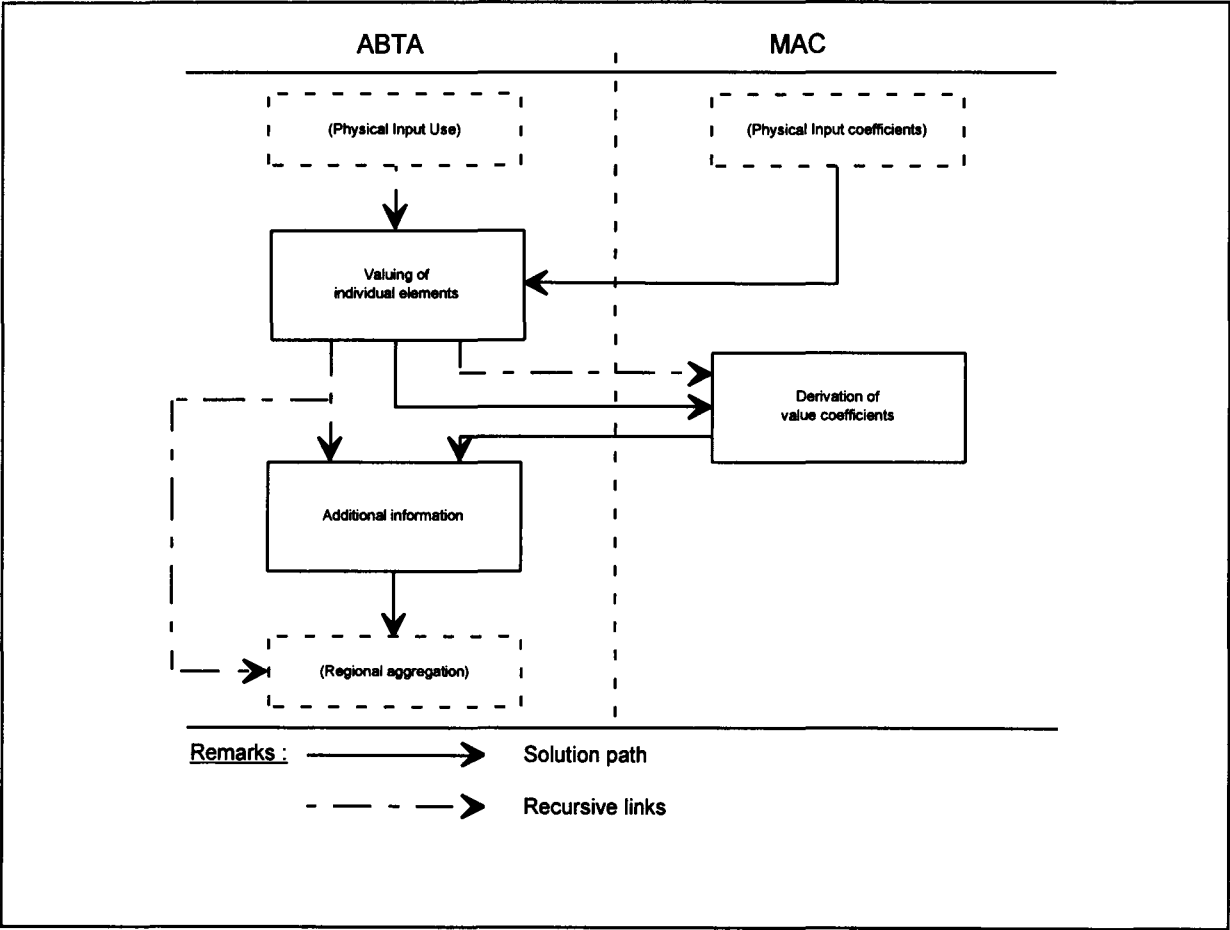 ABTA
MAC
(Physical Input Use)
(Physical Input coefficients)
Valuing of
individual elements
Derivation of
value coefficients
Additional information
(Regional aggregation)
Remarks :
Solution path
Recursive links